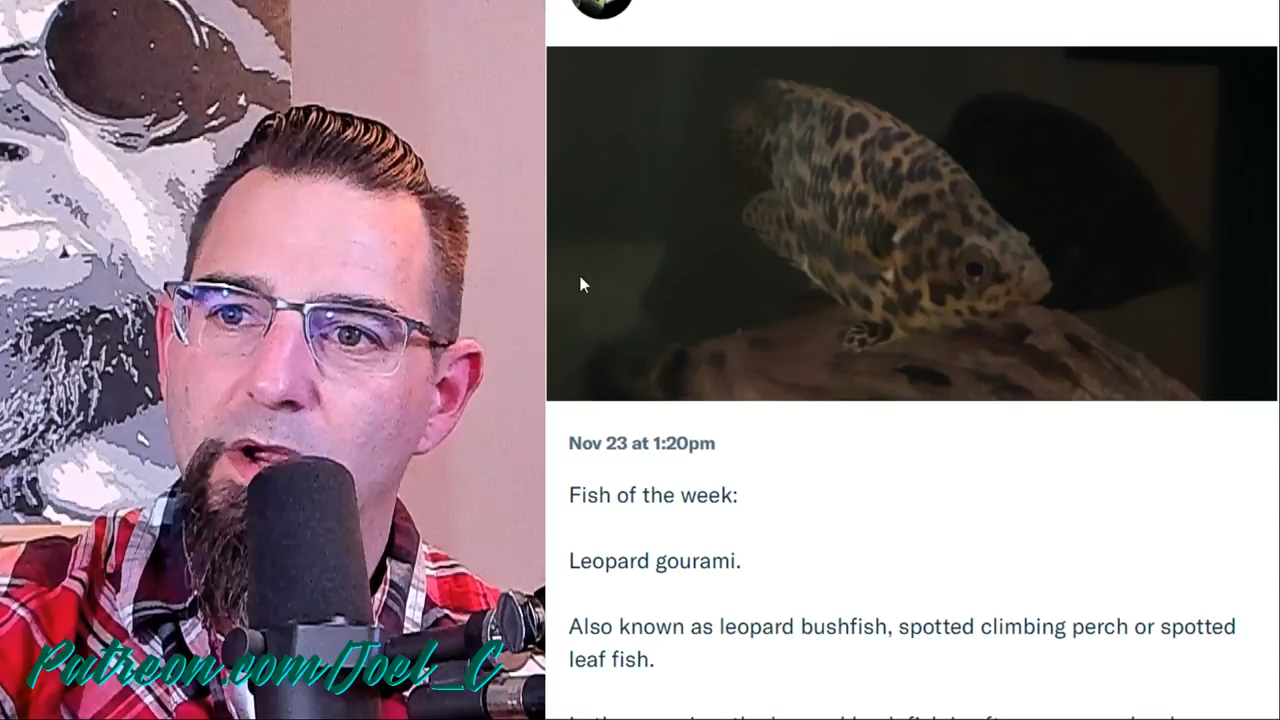 Nov 23 at 1:20pm
Fish of the week:
Leopard gourami.
Also known as leopard bushfish, spotted climbing perch or spotted
leaf fish.
Patreon.com/Joel_C